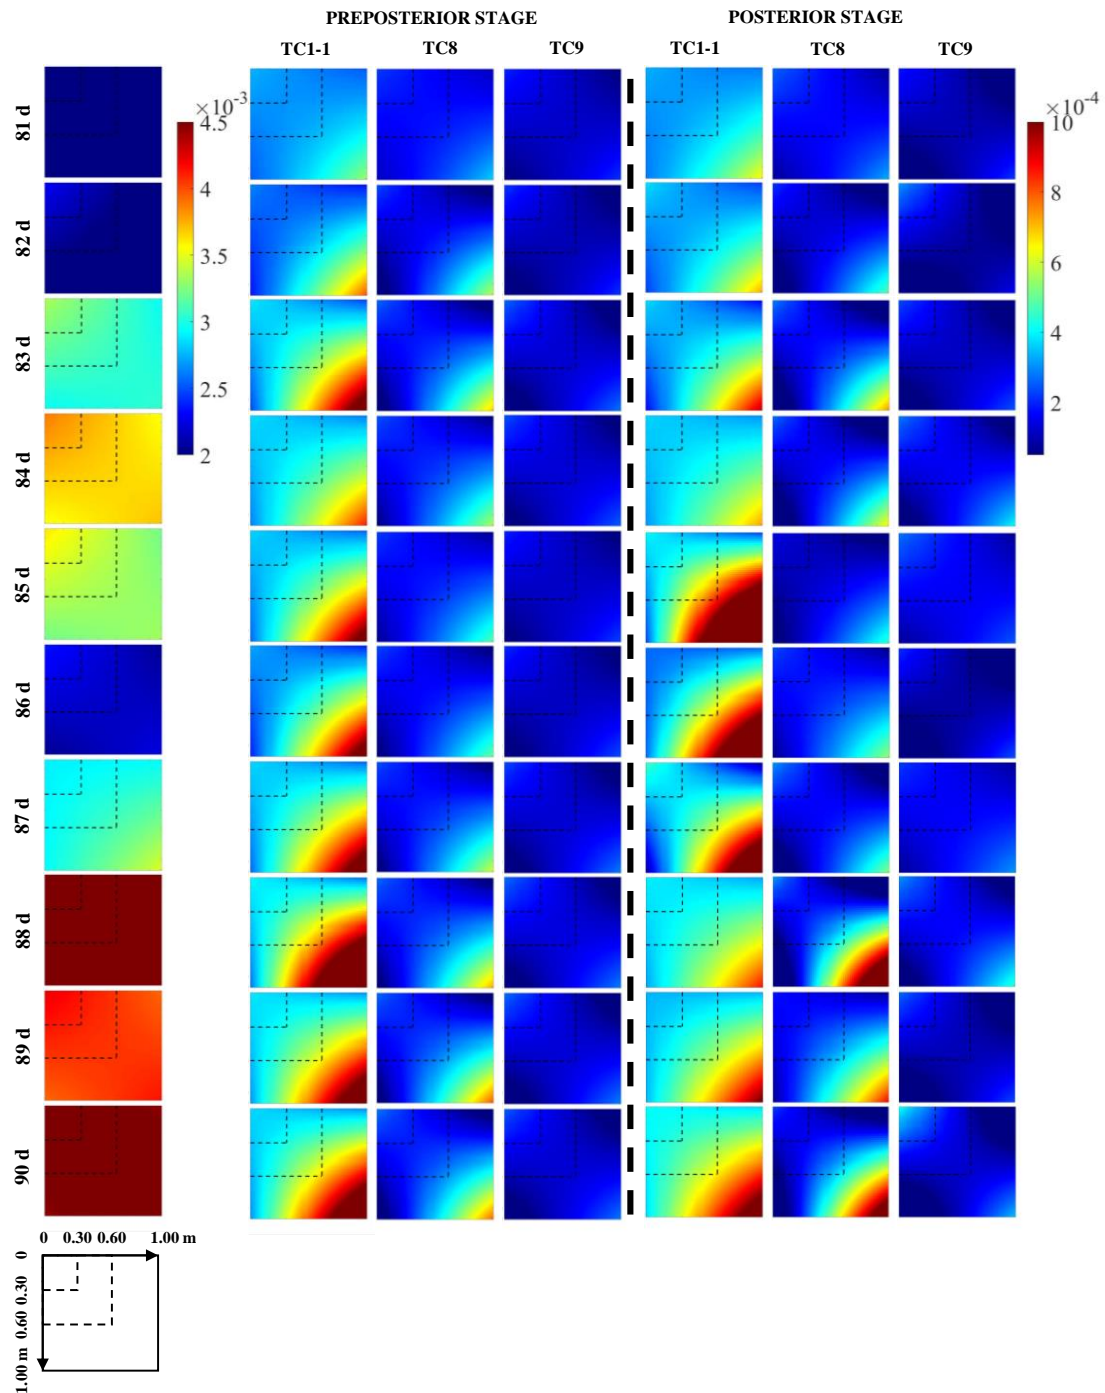 PREPOSTERIOR STAGE
POSTERIOR STAGE
TC1-1
TC8
TC9
TC1-1
TC8
TC9
81 d
82 d
83 d
84 d
85 d
86 d
87 d
88 d
89 d
90 d
×10⁻³
4.5
4
3.5
3
2.5
2
×10⁻⁴
10
8
6
4
2
0 0.30 0.60 1.00 m
0
0.30
0.60
1.00 m